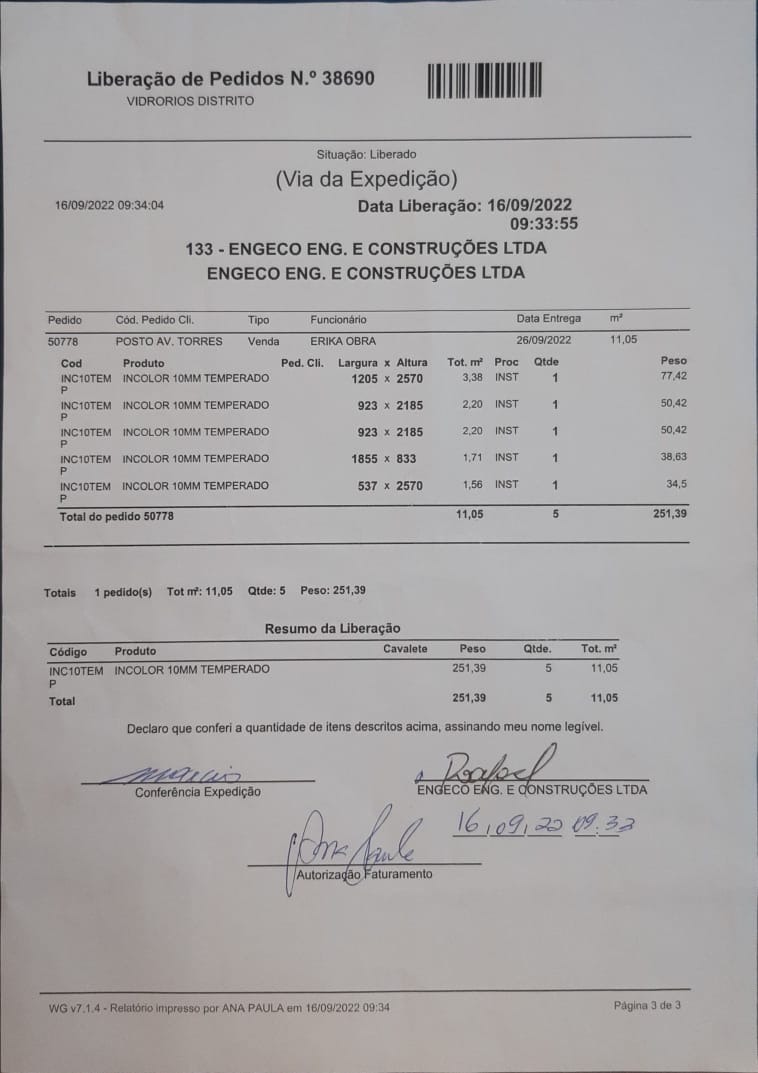 Liberação de Pedidos N.º 38690
VIDRORIOS DISTRITO
Situação: Liberado
(Via da Expedição)
16/09/2022 09:34:04 Data Liberação: 16/09/2022
09:33:55
133 - ENGECO ENG. E CONSTRUÇÕES LTDA
ENGECO ENG. E CONSTRUÇÕES LTDA
Pedido Cód. Pedido Cli. Tipo Funcionário Data Entrega m²
50778 POSTO AV. TORRES Venda ERIKA OBRA 26/09/2022 11,05
Cod Produto Ped. Cli. Largura x Altura Tot. m² Proc Qtde Peso
INC10TEM INCOLOR 10MM TEMPERADO 1205 x 2570 3,38 INST 1 77,42
P
INC10TEM INCOLOR 10MM TEMPERADO 923 x 2185 2,20 INST 1 50,42
P
INC10TEM INCOLOR 10MM TEMPERADO 923 x 2185 2,20 INST 1 50,42
P
INC10TEM INCOLOR 10MM TEMPERADO 1855 x 833 1,71 INST 1 38,63
P
INC10TEM INCOLOR 10MM TEMPERADO 537 x 2570 1,56 INST 1 34,5
P
Total do pedido 50778 11,05 5 251,39
Totais 1 pedido(s) Tot m²: 11,05 Qtde: 5 Peso: 251,39
Resumo da Liberação
Código Produto Cavalete Peso Qtde. Tot. m²
INC10TEM INCOLOR 10MM TEMPERADO 251,39 5 11,05
P
Total 251,39 5 11,05
Declaro que conferi a quantidade de itens descritos acima, assinando meu nome legível.
Rafael
Conferência Expedição ENGECO ENG. E CONSTRUÇÕES LTDA
16,09,22 09:33
Ana Paula
Autorização Faturamento
WG v7.1.4 - Relatório impresso por ANA PAULA em 16/09/2022 09:34 Página 3 de 3